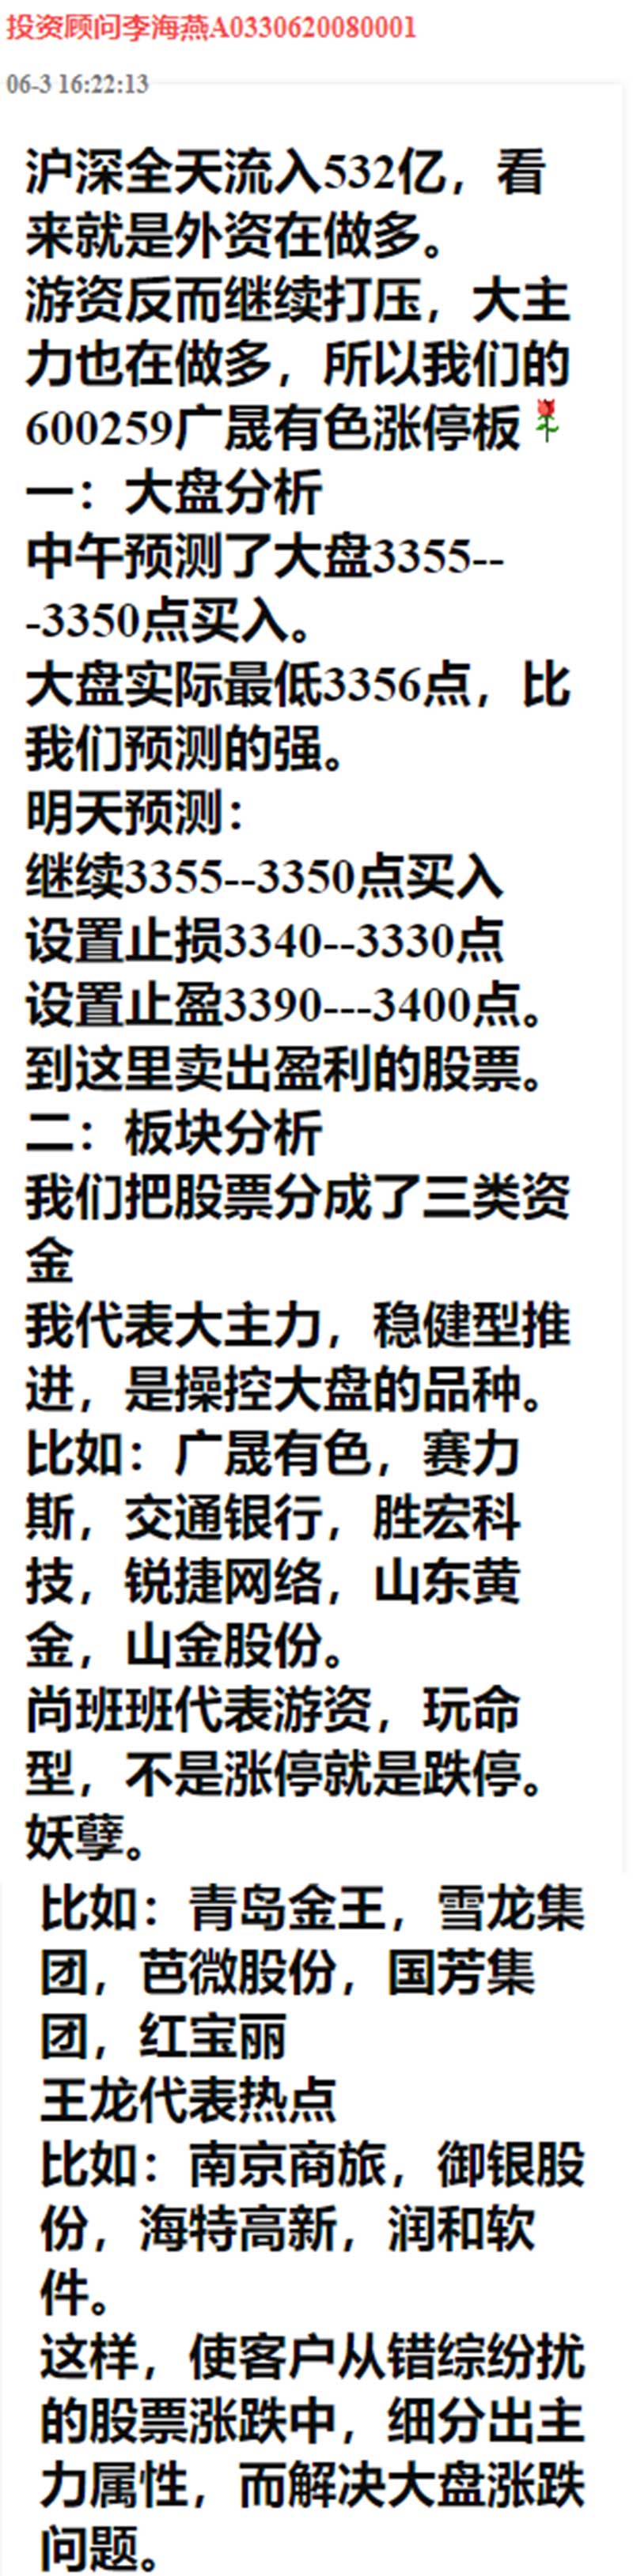 投资顾问李海燕A0330620080001
06-3 16:22:13
沪深全天流入532亿，看
来就是外资在做多。
游资反而继续打压，大主
力也在做多，所以我们的
600259广晟有色涨停板🌹
一：大盘分析
中午预测了大盘3355--
-3350点买入。
大盘实际最低3356点，比
我们预测的强。
明天预测：
继续3355--3350点买入
设置止损3340--3330点
设置止盈3390---3400点。
到这里卖出盈利的股票。
二：板块分析
我们把股票分成了三类资
金
我代表大主力，稳健型推
进，是操控大盘的品种。
比如：广晟有色，赛力
斯，交通银行，胜宏科
技，锐捷网络，山东黄
金，山金股份。
尚班班代表游资，玩命
型，不是涨停就是跌停。
妖孽。
比如：青岛金王，雪龙集
团，芭微股份，国芳集
团，红宝丽
王龙代表热点
比如：南京商旅，御银股
份，海特高新，润和软
件。
这样，使客户从错综纷扰
的股票涨跌中，细分出主
力属性，而解决大盘涨跌
问题。